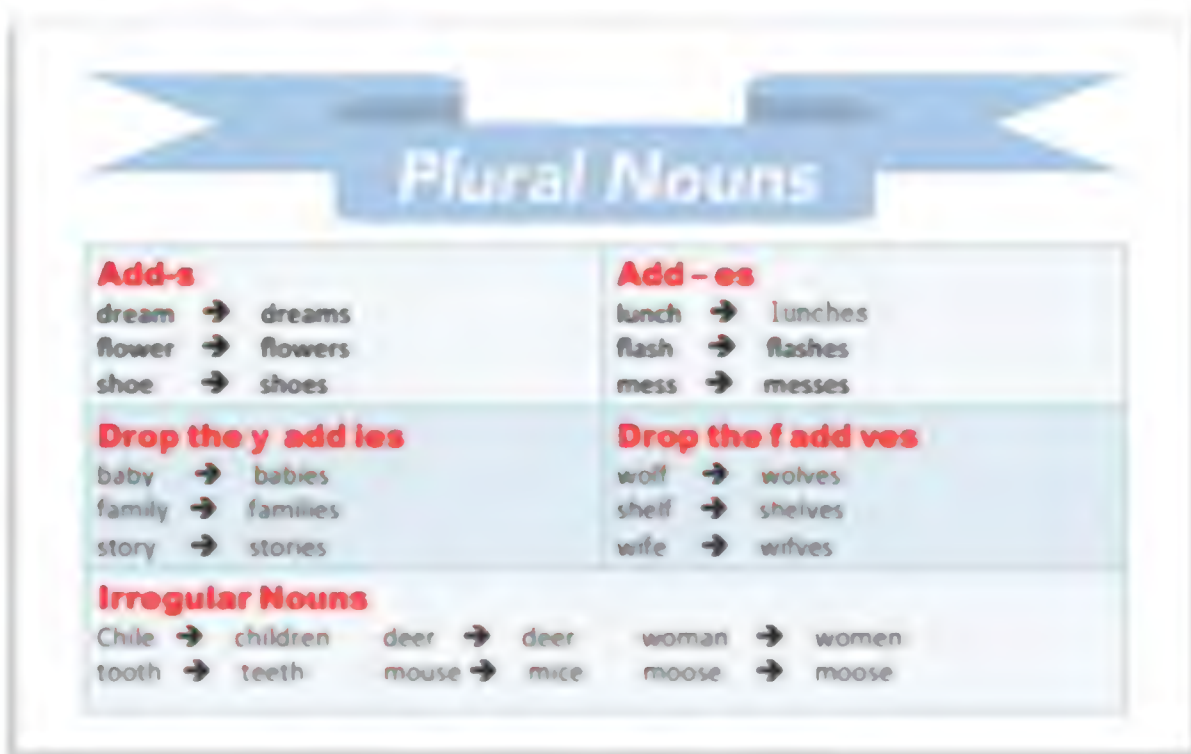 Plural Nouns
Add-s
dream → dreams
flower → flowers
shoe → shoes
Add – es
lunch → lunches
flash → flashes
mess → messes
Drop the y add ies
baby → babies
family → families
story → stories
Drop the f add ves
wolf → wolves
shelf → shelves
wife → wifves
Irregular Nouns
Chile → children deer → deer woman → women
tooth → teeth mouse → mice moose → moose